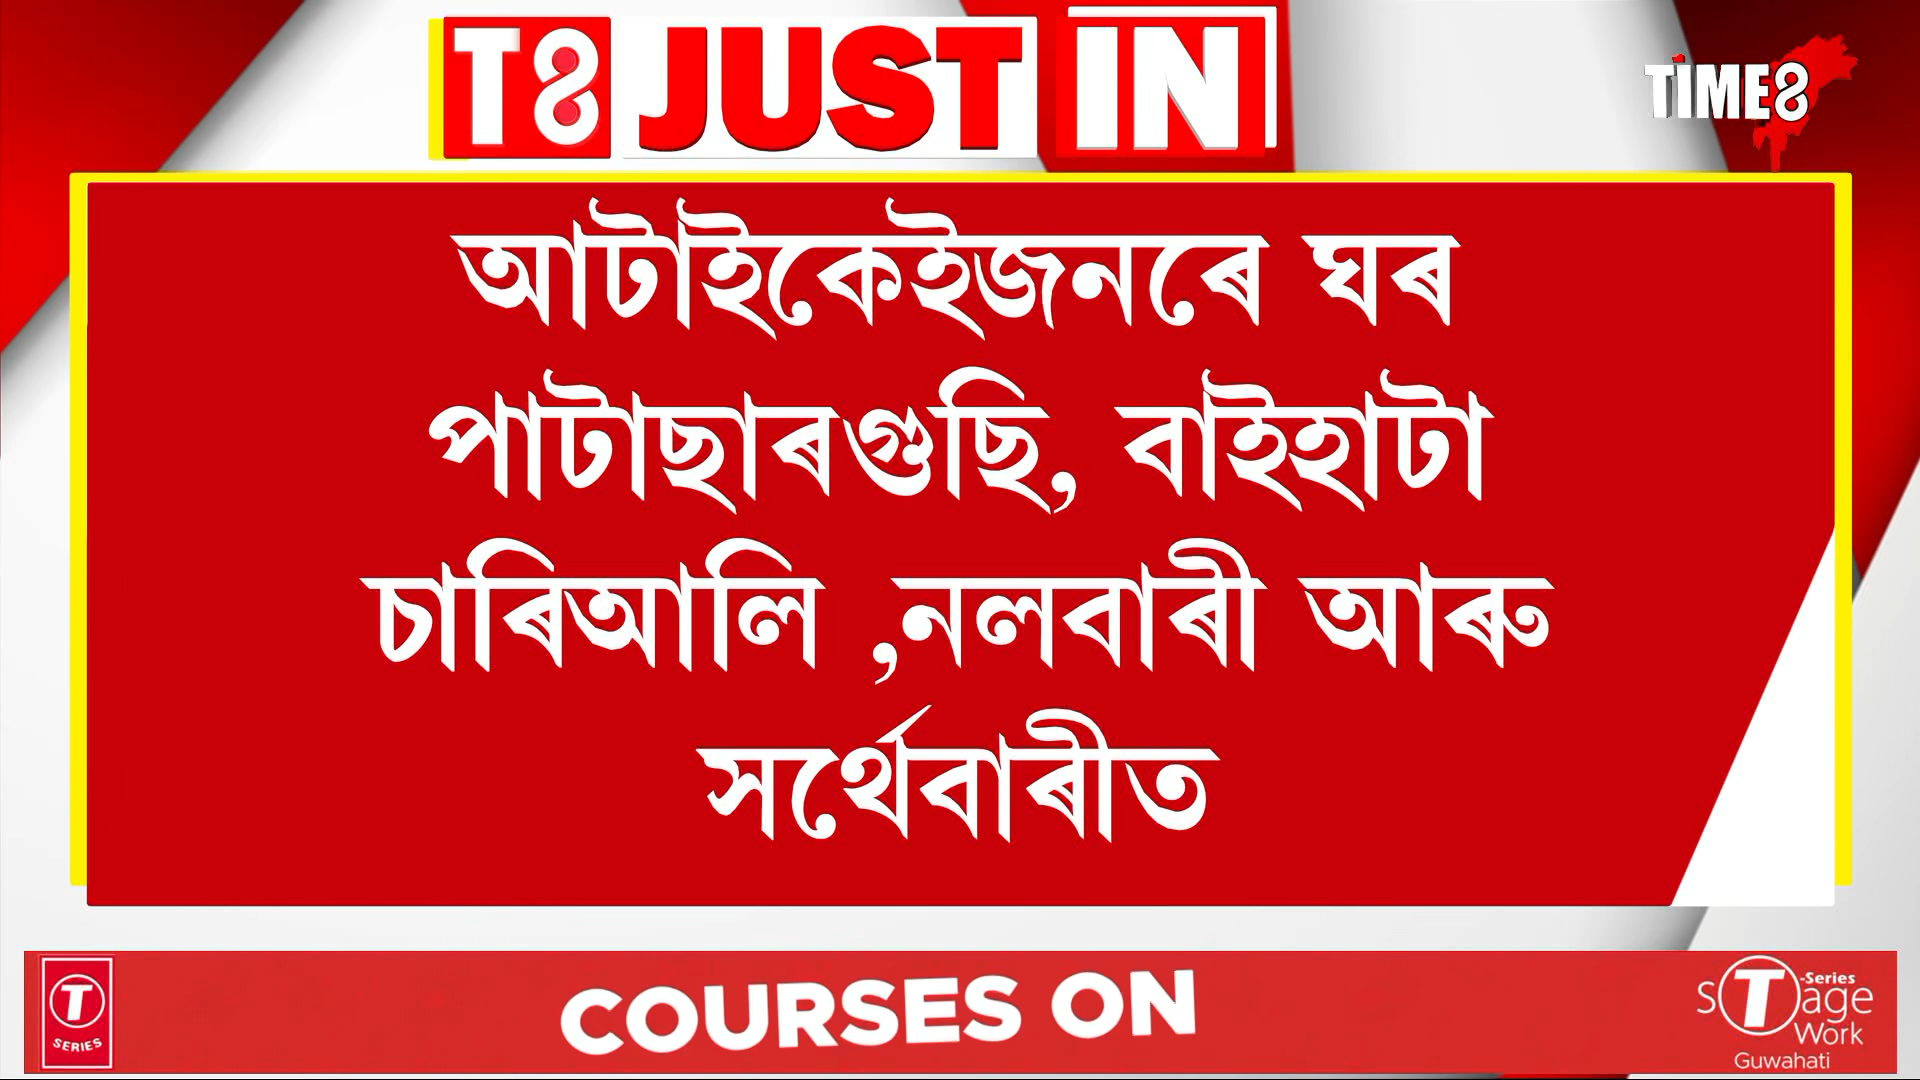 T8 JUST IN
TIME8
আটাইকেইজনৰে ঘৰ
পাটাছাৰগুছি, বাইহাটা
চাৰিআলি ,নলবাৰী আৰু
সৰ্থেবাৰীত
T
SERIES
COURSES ON
T-Series
Stage
Work
Guwahati